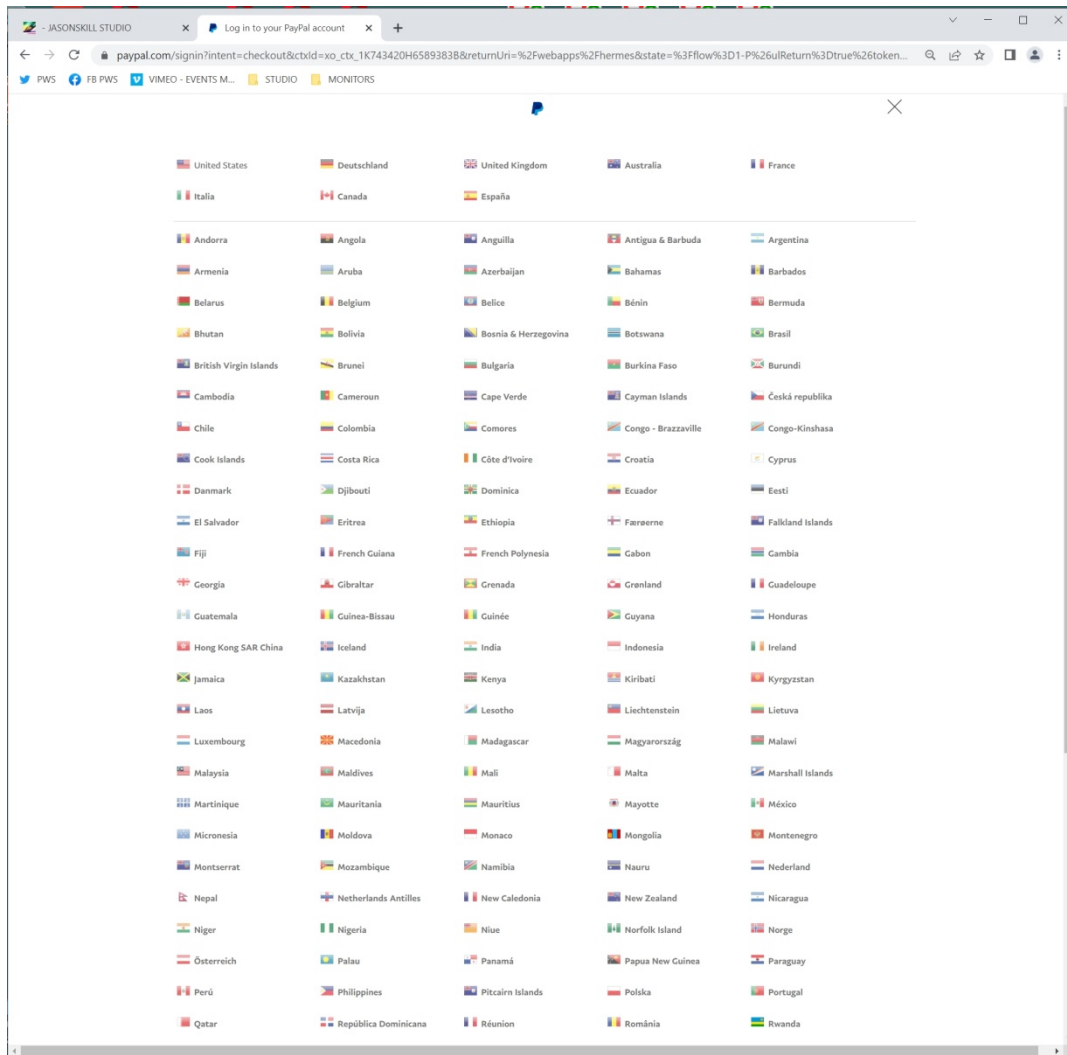 - JASONSKILL STUDIO
Log in to your PayPal account
paypal.com/signin?intent=checkout&ctxId=xo_ctx_1K743420H6589383B&returnUri=%2Fwebapps%2Fhermes&state=%3Fflow%3D1-P%26ulReturn%3Dtrue%26token...
PWS FB PWS VIMEO - EVENTS M... STUDIO MONITORS
United States Deutschland United Kingdom Australia France
Italia Canada España
Andorra Angola Anguilla Antigua & Barbuda Argentina
Armenia Aruba Azerbaijan Bahamas Barbados
Belarus Belgium Belice Bénin Bermuda
Bhutan Bolivia Bosnia & Herzegovina Botswana Brasil
British Virgin Islands Brunei Bulgaria Burkina Faso Burundi
Cambodia Cameroun Cape Verde Cayman Islands Česká republika
Chile Colombia Comores Congo - Brazzaville Congo-Kinshasa
Cook Islands Costa Rica Côte d'Ivoire Croatia Cyprus
Danmark Djibouti Dominica Ecuador Eesti
El Salvador Eritrea Ethiopia Færøerne Falkland Islands
Fiji French Guiana French Polynesia Gabon Gambia
Georgia Gibraltar Grenada Grønland Guadeloupe
Guatemala Guinea-Bissau Guinée Guyana Honduras
Hong Kong SAR China Iceland India Indonesia Ireland
Jamaica Kazakhstan Kenya Kiribati Kyrgyzstan
Laos Latvija Lesotho Liechtenstein Lietuva
Luxembourg Macedonia Madagascar Magyarország Malawi
Malaysia Maldives Mali Malta Marshall Islands
Martinique Mauritania Mauritius Mayotte México
Micronesia Moldova Monaco Mongolia Montenegro
Montserrat Mozambique Namibia Nauru Nederland
Nepal Netherlands Antilles New Caledonia New Zealand Nicaragua
Niger Nigeria Niue Norfolk Island Norge
Österreich Palau Panamá Papua New Guinea Paraguay
Perú Philippines Pitcairn Islands Polska Portugal
Qatar República Dominicana Réunion România Rwanda